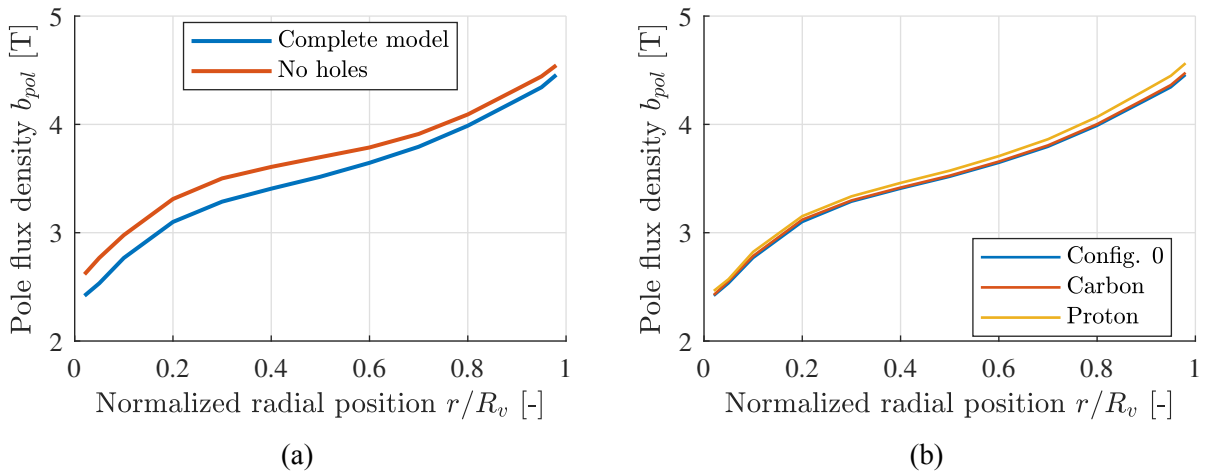 Pole flux density b_pol [T]
5
4
3
2
Complete model
No holes
0 0.2 0.4 0.6 0.8 1
Normalized radial position r/R_v [-]
(a)
Pole flux density b_pol [T]
5
4
3
2
Config. 0
Carbon
Proton
0 0.2 0.4 0.6 0.8 1
Normalized radial position r/R_v [-]
(b)